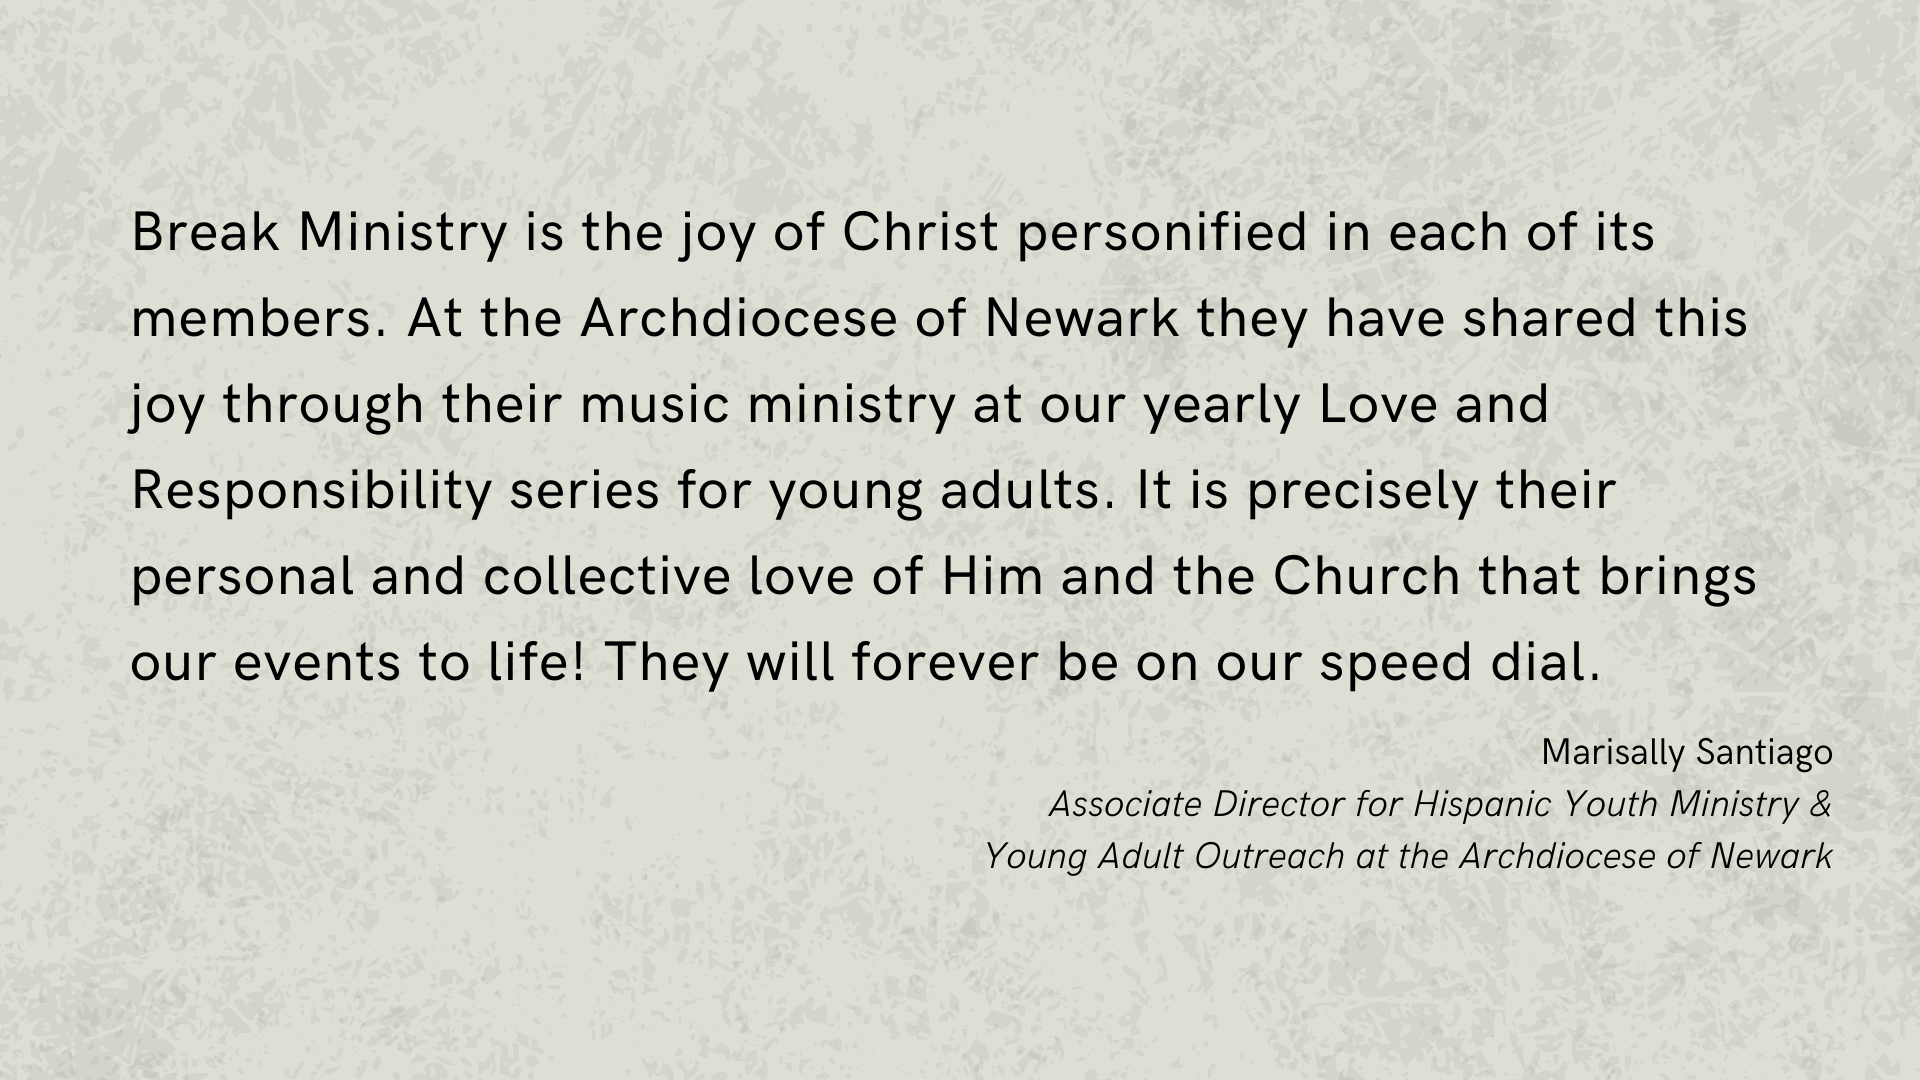 Break Ministry is the joy of Christ personified in each of its
members. At the Archdiocese of Newark they have shared this
joy through their music ministry at our yearly Love and
Responsibility series for young adults. It is precisely their
personal and collective love of Him and the Church that brings
our events to life! They will forever be on our speed dial.
Marisally Santiago
Associate Director for Hispanic Youth Ministry &
Young Adult Outreach at the Archdiocese of Newark